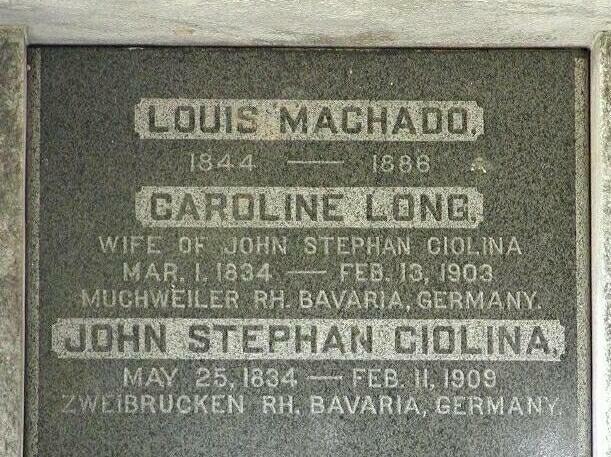 LOUIS MACHADO.
1844 — 1886
CAROLINE LONG,
WIFE OF JOHN STEPHAN CIOLINA
MAR. 1. 1834 — FEB. 13, 1903
MUCHWEILER RH. BAVARIA, GERMANY.
JOHN STEPHAN CIOLINA,
MAY 25, 1834 — FEB. 11, 1909
ZWEIBRUCKEN RH. BAVARIA, GERMANY.